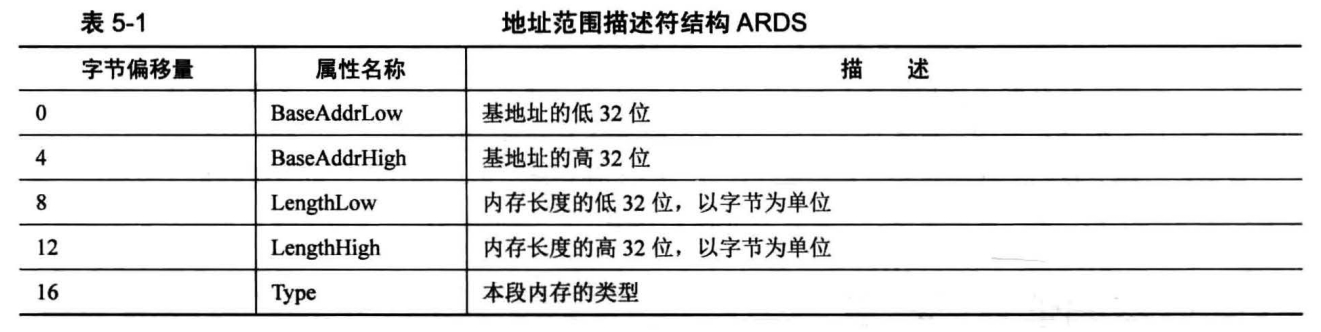 表 5-1 地址范围描述符结构 ARDS
字节偏移量 属性名称 描 述
0 BaseAddrLow 基地址的低 32 位
4 BaseAddrHigh 基地址的高 32 位
8 LengthLow 内存长度的低 32 位，以字节为单位
12 LengthHigh 内存长度的高 32 位，以字节为单位
16 Type 本段内存的类型